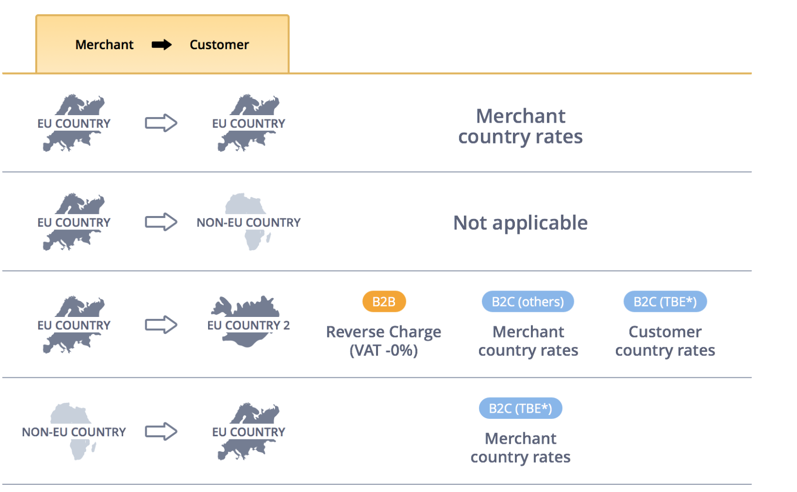 Merchant Customer
EU COUNTRY EU COUNTRY
Merchant
country rates
EU COUNTRY NON-EU COUNTRY
Not applicable
EU COUNTRY EU COUNTRY 2
B2B
Reverse Charge
(VAT -0%)
B2C (others)
Merchant
country rates
B2C (TBE*)
Customer
country rates
NON-EU COUNTRY EU COUNTRY
B2C (TBE*)
Merchant
country rates